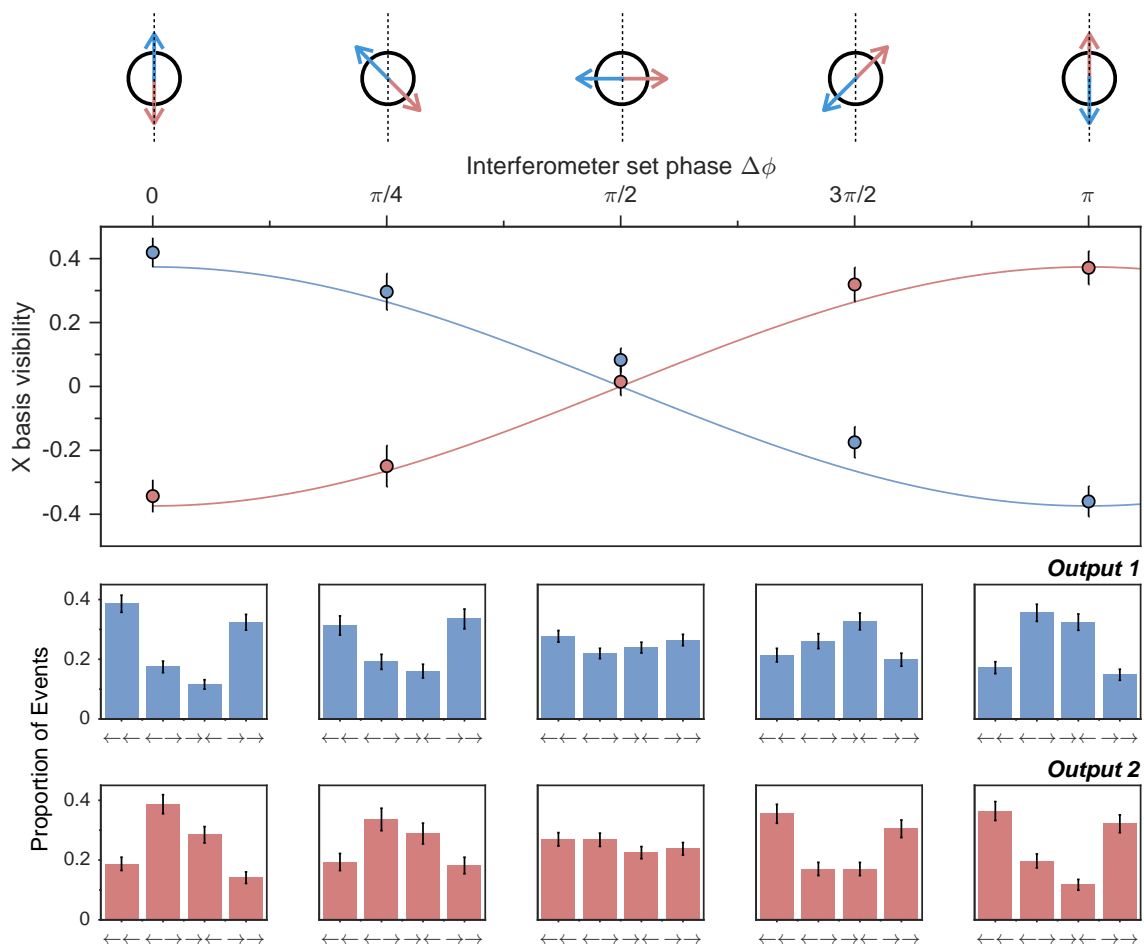 Interferometer set phase Δϕ
0 π/4 π/2 3π/2 π
X basis visibility
0.4
0.2
0
-0.2
-0.4
Output 1
Proportion of Events
0.4
0.2
0
←← ←→ →← →→ ←← ←→ →← →→ ←← ←→ →← →→ ←← ←→ →← →→ ←← ←→ →← →→
Output 2
0.4
0.2
0
←← ←→ →← →→ ←← ←→ →← →→ ←← ←→ →← →→ ←← ←→ →← →→ ←← ←→ →← →→